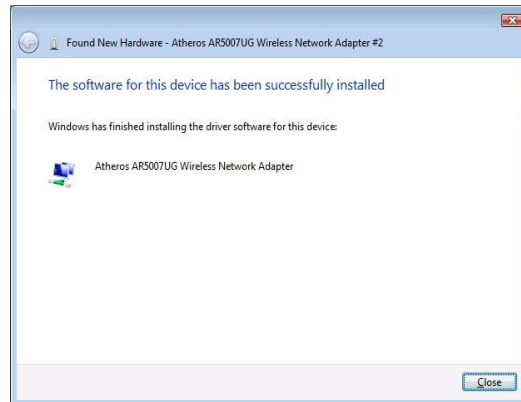 Found New Hardware - Atheros AR5007UG Wireless Network Adapter #2
The software for this device has been successfully installed
Windows has finished installing the driver software for this device:
Atheros AR5007UG Wireless Network Adapter
Close